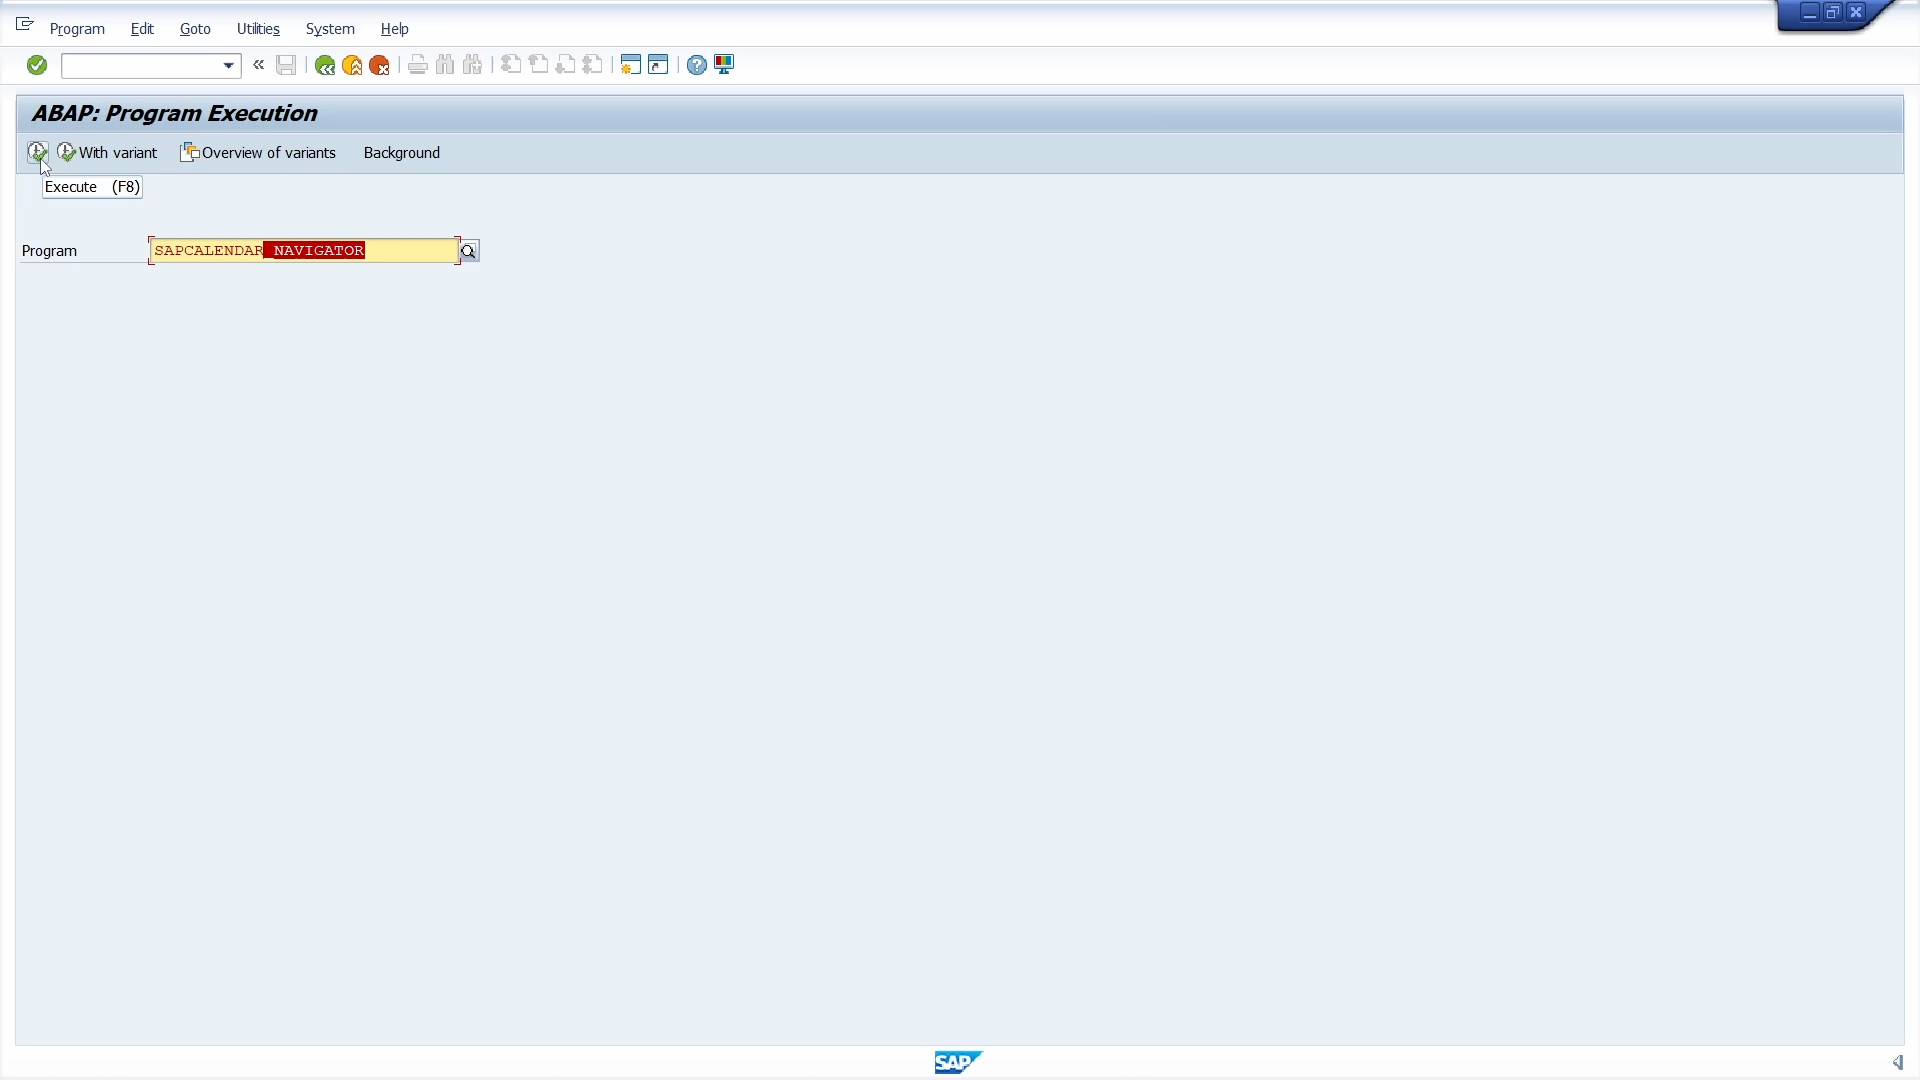 Program Edit Goto Utilities System Help
ABAP: Program Execution
With variant Overview of variants Background
Execute (F8)
Program SAPCALENDAR_NAVIGATOR
SAP